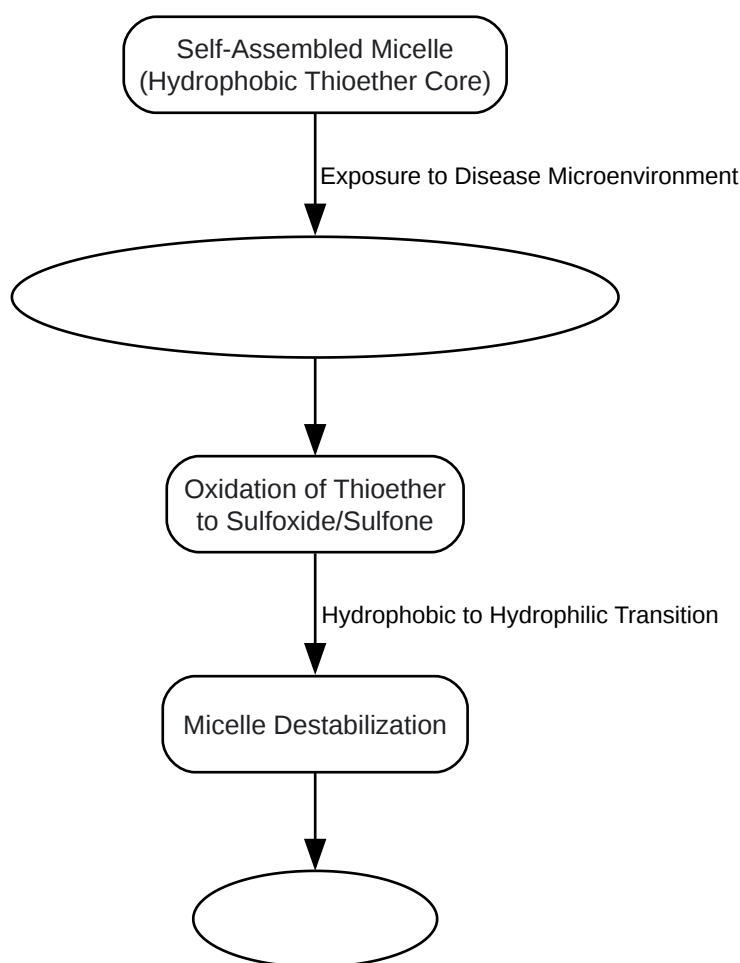 Self-Assembled Micelle
(Hydrophobic Thioether Core)
Exposure to Disease Microenvironment
Oxidation of Thioether
to Sulfoxide/Sulfone
Hydrophobic to Hydrophilic Transition
Micelle Destabilization